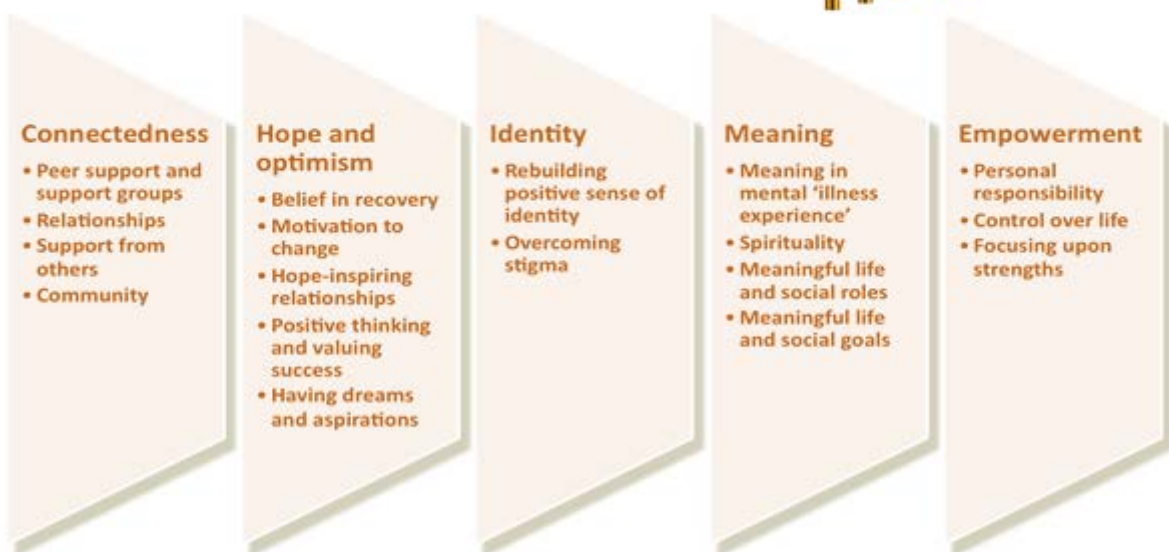 Connectedness
• Peer support and
support groups
• Relationships
• Support from
others
• Community
Hope and
optimism
• Belief in recovery
• Motivation to
change
• Hope-inspiring
relationships
• Positive thinking
and valuing
success
• Having dreams
and aspirations
Identity
• Rebuilding
positive sense of
identity
• Overcoming
stigma
Meaning
• Meaning in
mental ‘illness
experience’
• Spirituality
• Meaningful life
and social roles
• Meaningful life
and social goals
Empowerment
• Personal
responsibility
• Control over life
• Focusing upon
strengths